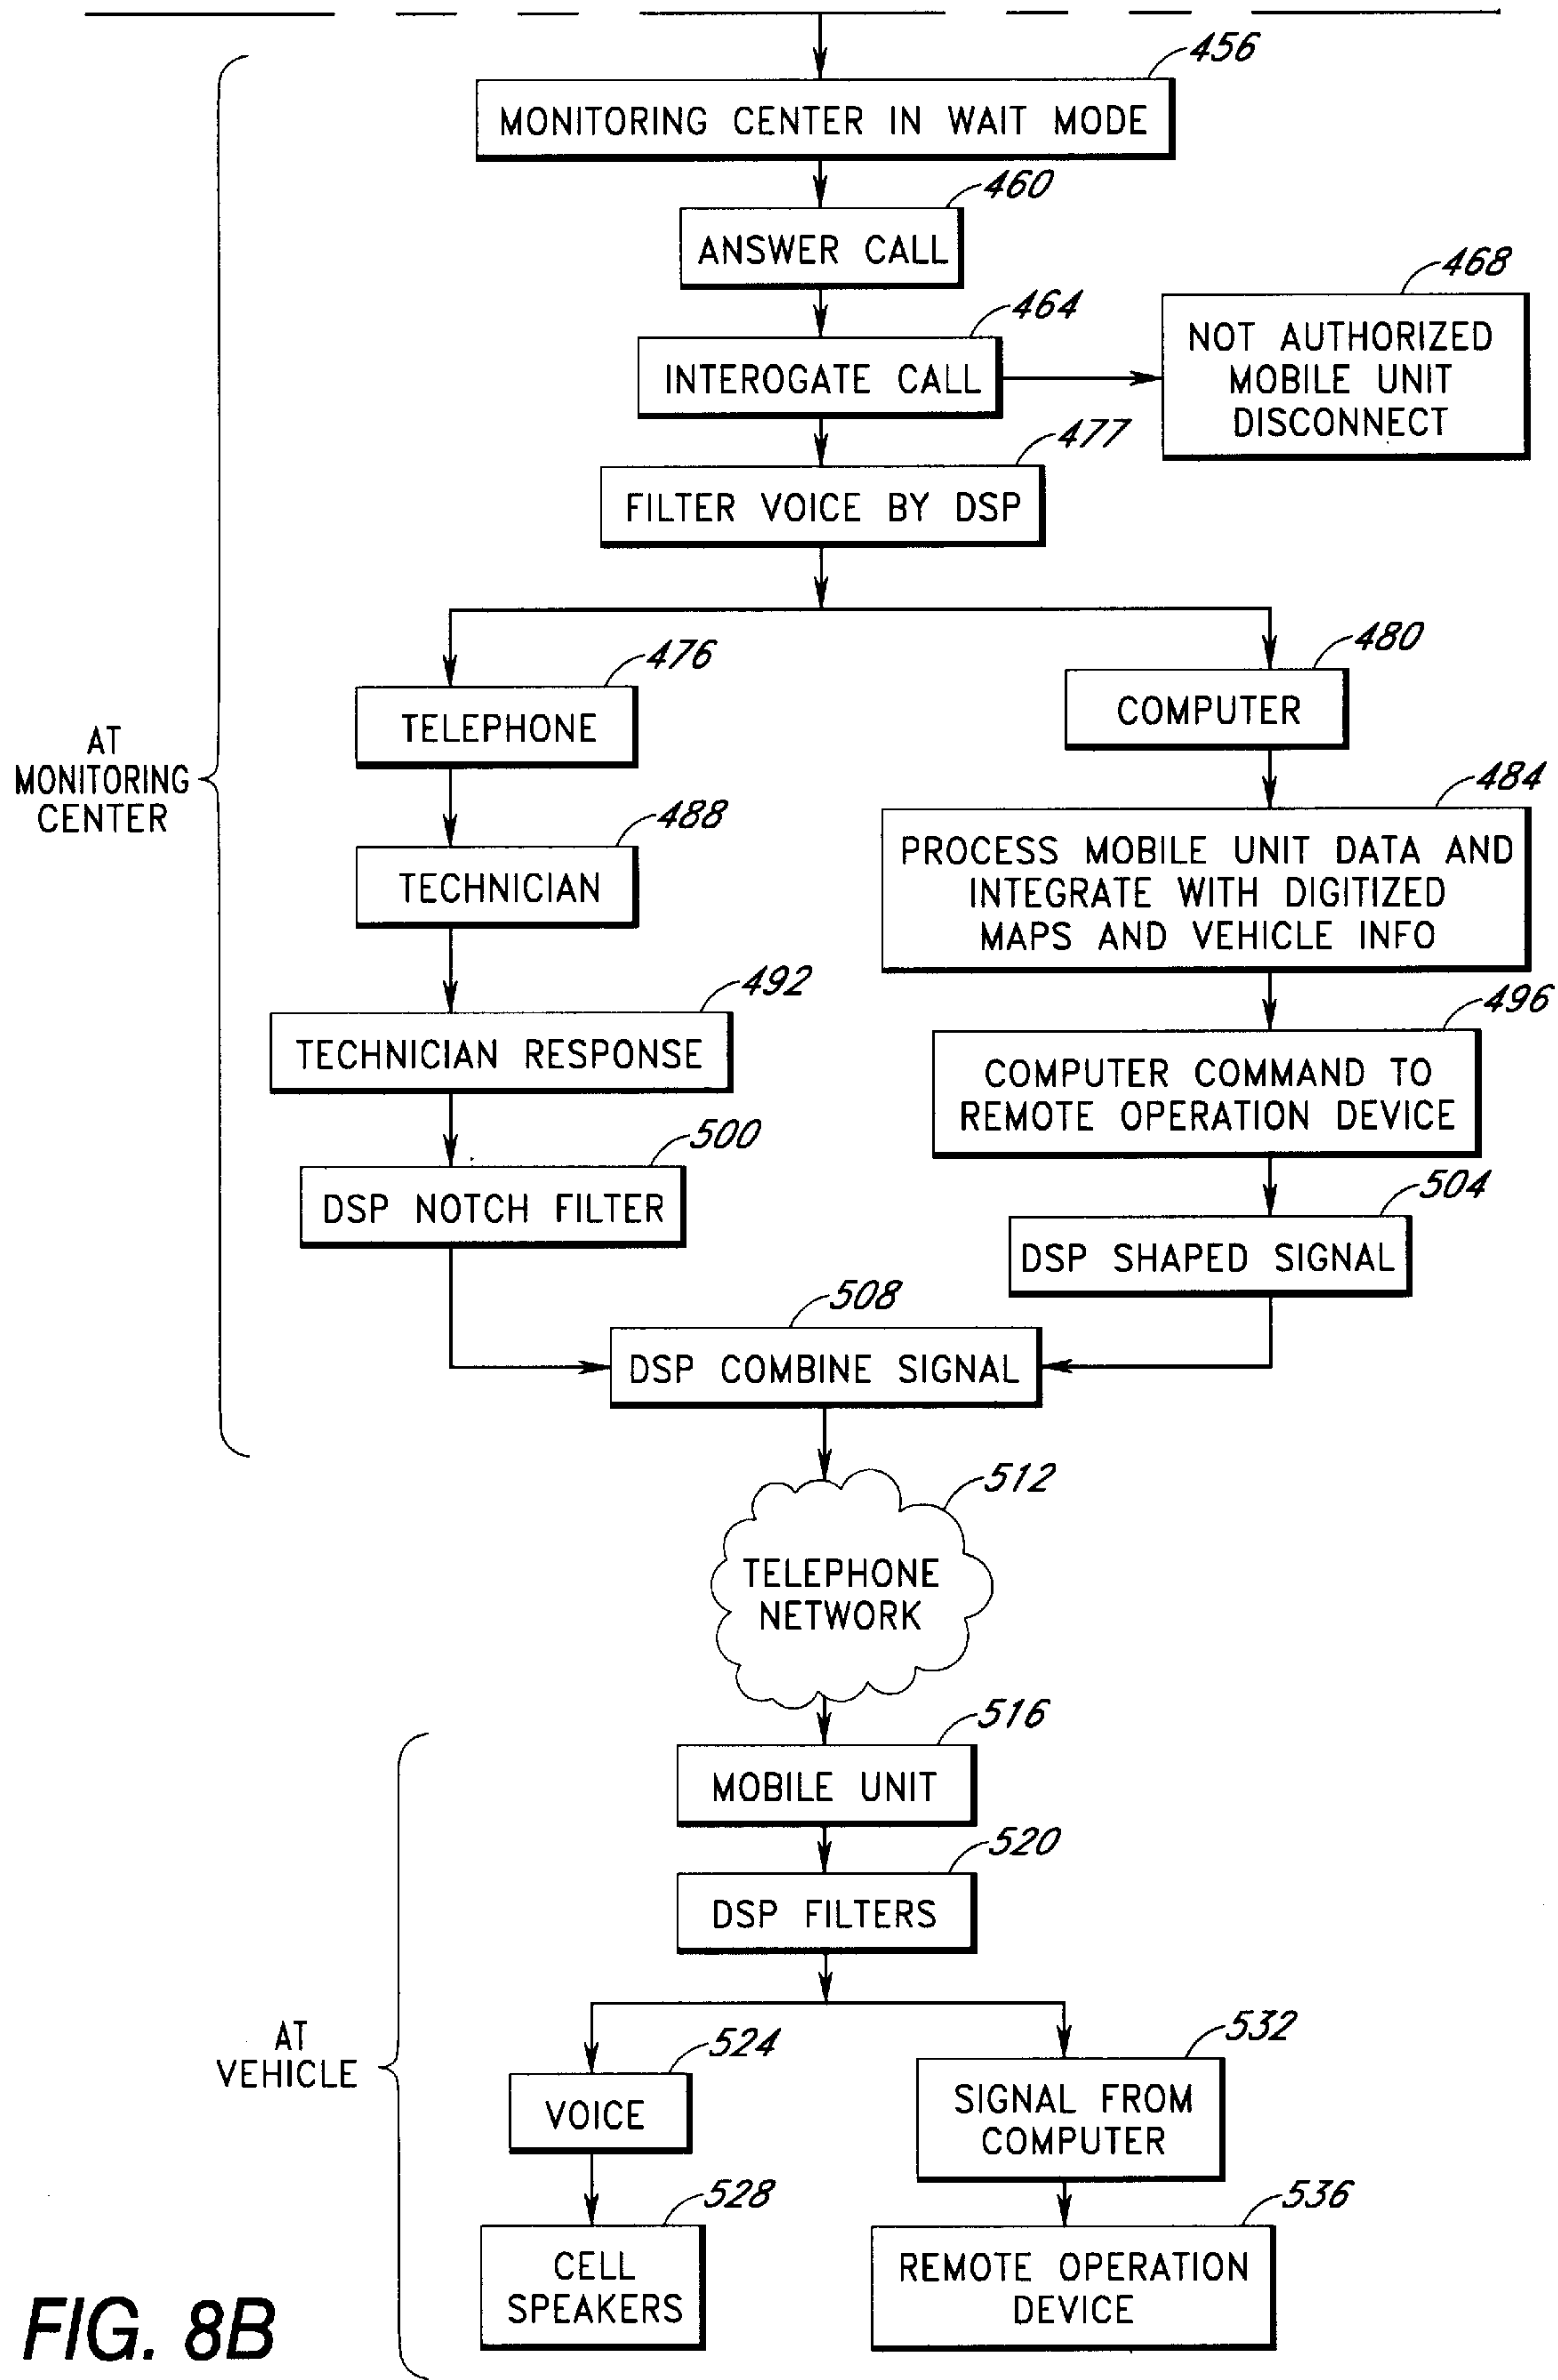 456
MONITORING CENTER IN WAIT MODE
460
ANSWER CALL
464
INTEROGATE CALL
468
NOT AUTHORIZED
MOBILE UNIT
DISCONNECT
477
FILTER VOICE BY DSP
476
TELEPHONE
480
COMPUTER
AT
MONITORING
CENTER
488
TECHNICIAN
484
PROCESS MOBILE UNIT DATA AND
INTEGRATE WITH DIGITIZED
MAPS AND VEHICLE INFO
492
TECHNICIAN RESPONSE
496
COMPUTER COMMAND TO
REMOTE OPERATION DEVICE
500
DSP NOTCH FILTER
504
DSP SHAPED SIGNAL
508
DSP COMBINE SIGNAL
512
TELEPHONE
NETWORK
516
MOBILE UNIT
520
DSP FILTERS
AT
VEHICLE
524
VOICE
532
SIGNAL FROM
COMPUTER
528
CELL
SPEAKERS
536
REMOTE OPERATION
DEVICE
FIG. 8B